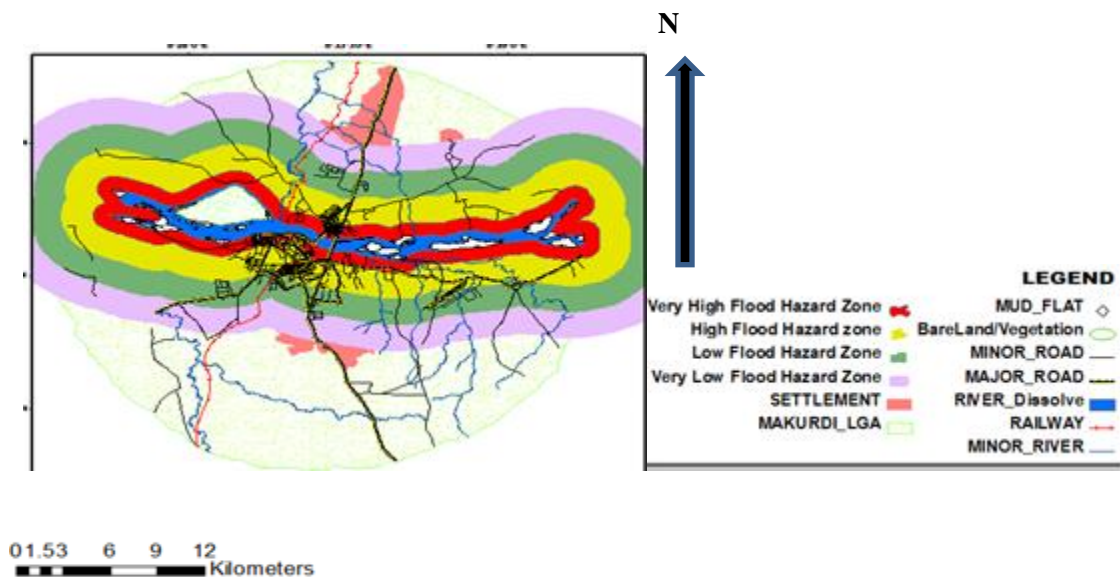 N
LEGEND
Very High Flood Hazard Zone
High Flood Hazard zone
Low Flood Hazard Zone
Very Low Flood Hazard Zone
SETTLEMENT
MAKURDI_LGA
MUD_FLAT
BareLand/Vegetation
MINOR_ROAD
MAJOR_ROAD
RIVER_Dissolve
RAILWAY
MINOR_RIVER
0 1.5 3 6 9 12
Kilometers